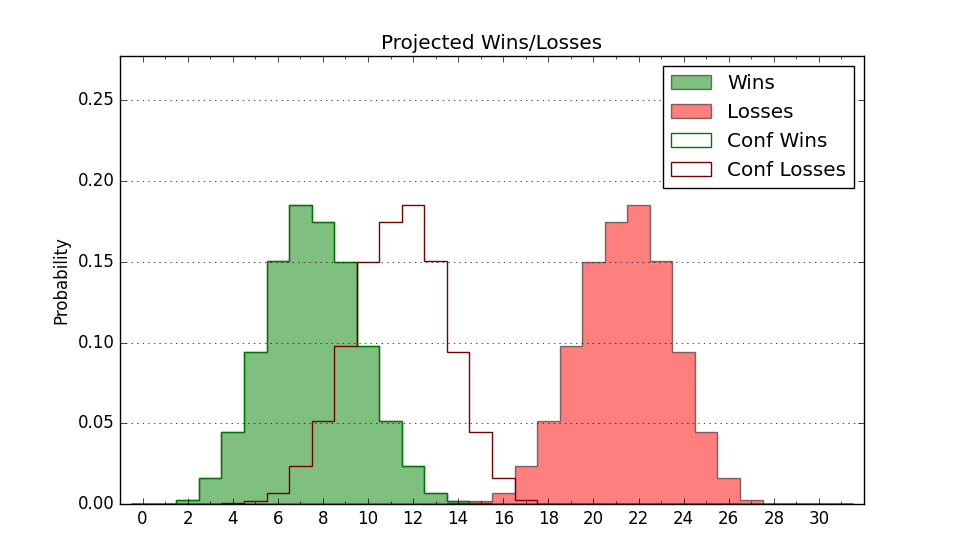 Projected Wins/Losses
Wins
Losses
Conf Wins
Conf Losses
Probability
0.25
0.20
0.15
0.10
0.05
0.00
0 2 4 6 8 10 12 14 16 18 20 22 24 26 28 30